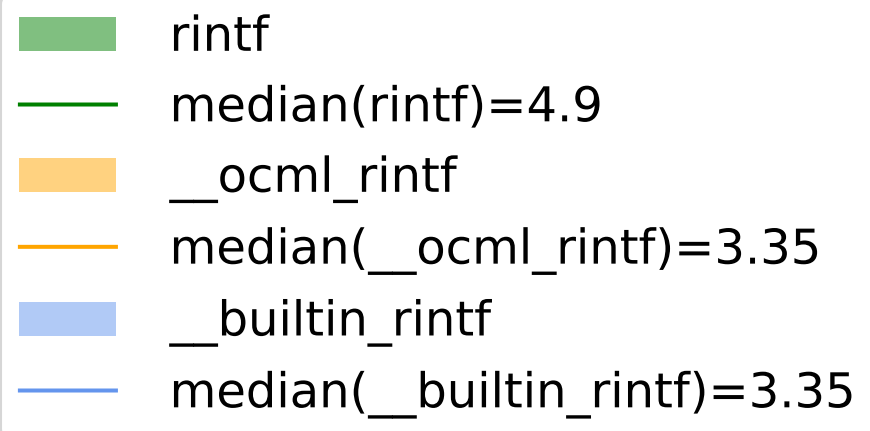 rintf
median(rintf)=4.9
__ocml_rintf
median(__ocml_rintf)=3.35
__builtin_rintf
median(__builtin_rintf)=3.35